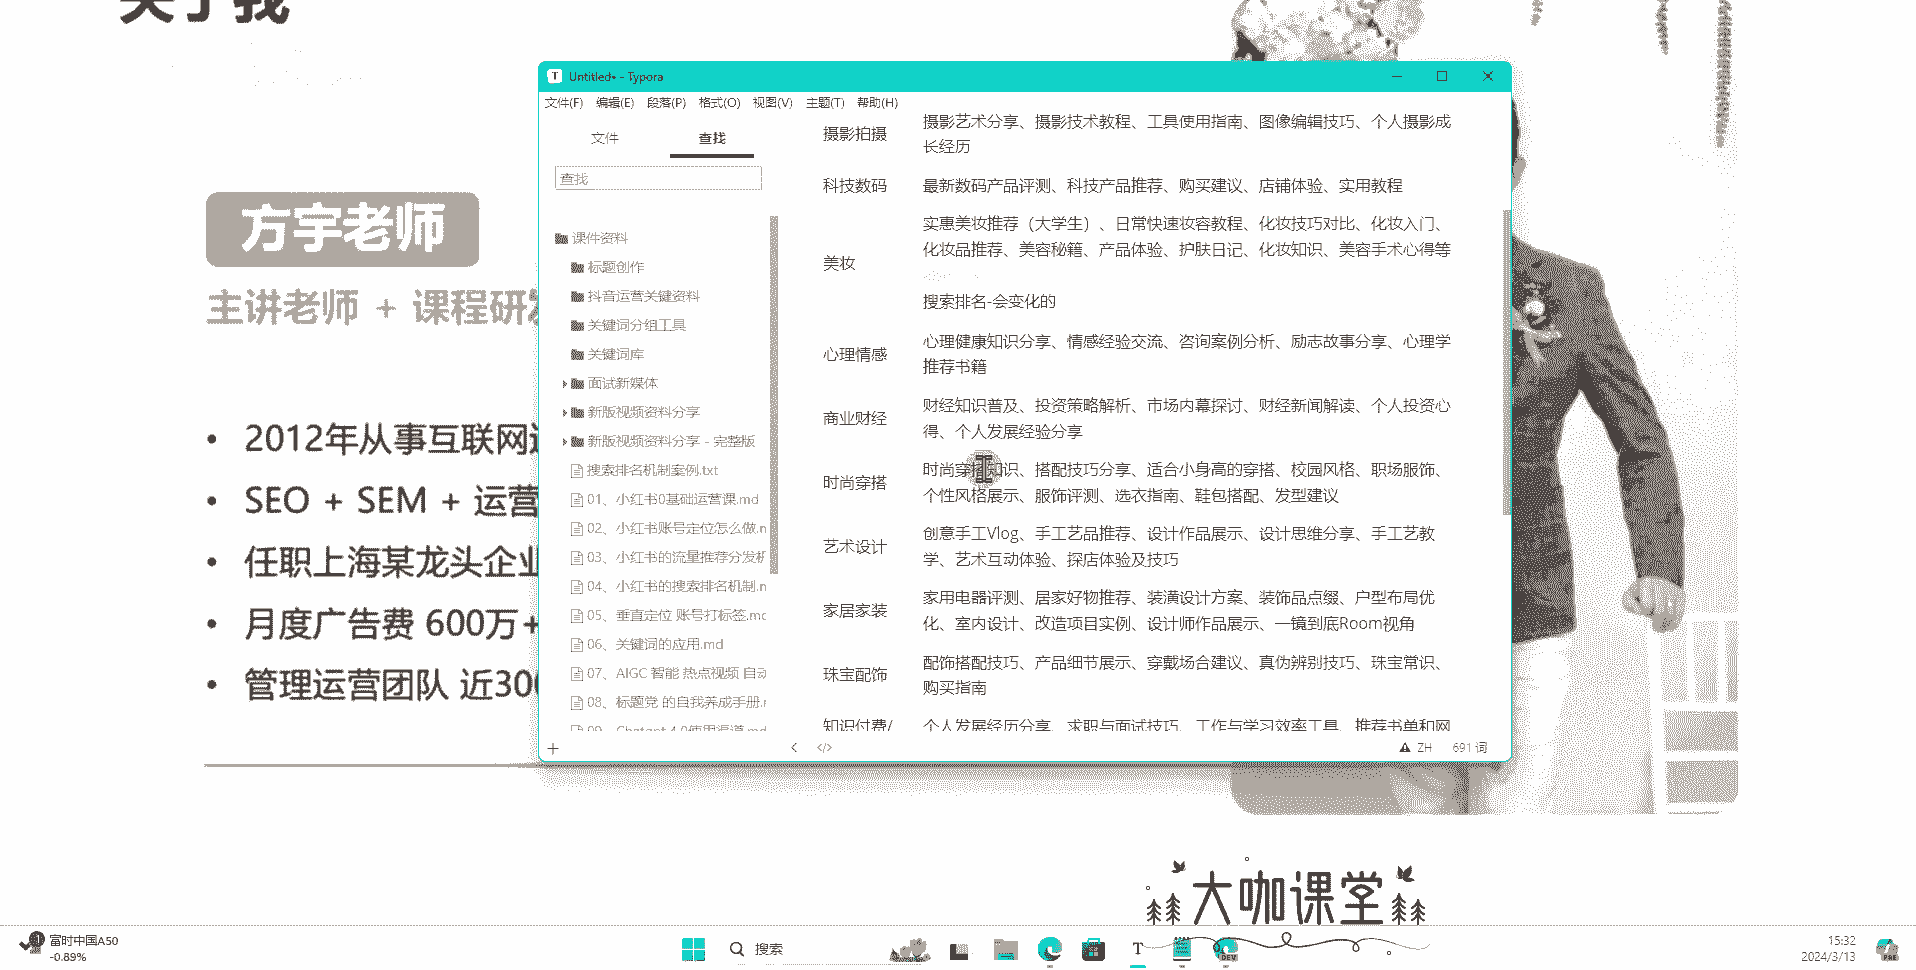 关于我
方宇老师
主讲老师 + 课程研发
2012年从事互联网
SEO + SEM + 运营
任职上海某龙头企业
月度广告费 600万+
管理运营团队 近300
Untitled• - Typora
文件(F) 编辑(E) 段落(P) 格式(O) 视图(V) 主题(T) 帮助(H)
文件 查找
查找
课件资料
标题创作
抖音运营关键资料
关键词分组工具
关键词库
面试新媒体
新版视频资料分享
新版视频资料分享 - 完整版
搜索排名机制案例.txt
01、小红书0基础运营课.md
02、小红书账号定位怎么做.m
03、小红书的流量推荐分发机
04、小红书的搜索排名机制.m
05、垂直定位 账号打标签.mc
06、关键词的应用.md
07、AIGC 智能 热点视频 自动
08、标题党 的自我养成手册.r
09、Chatgpt 4.0使用渠道.md
摄影拍摄
摄影艺术分享、摄影技术教程、工具使用指南、图像编辑技巧、个人摄影成
长经历
科技数码
最新数码产品评测、科技产品推荐、购买建议、店铺体验、实用教程
美妆
实惠美妆推荐（大学生）、日常快速妆容教程、化妆技巧对比、化妆入门、
化妆品推荐、美容秘籍、产品体验、护肤日记、化妆知识、美容手术心得等
搜索排名-会变化的
心理情感
心理健康知识分享、情感经验交流、咨询案例分析、励志故事分享、心理学
推荐书籍
商业财经
财经知识普及、投资策略解析、市场内幕探讨、财经新闻解读、个人投资心
得、个人发展经验分享
时尚穿搭
时尚穿搭知识、搭配技巧分享、适合小身高的穿搭、校园风格、职场服饰、
个性风格展示、服饰评测、选衣指南、鞋包搭配、发型建议
艺术设计
创意手工Vlog、手工艺品推荐、设计作品展示、设计思维分享、手工艺教
学、艺术互动体验、探店体验及技巧
家居家装
家用电器评测、居家好物推荐、装潢设计方案、装饰品点缀、户型布局优
化、室内设计、改造项目实例、设计师作品展示、一镜到底Room视角
珠宝配饰
配饰搭配技巧、产品细节展示、穿戴场合建议、真伪辨别技巧、珠宝常识、
购买指南
知识付费/
个人发展经历分享、求职与面试技巧、工作与学习效率工具、推荐书单和网
ZH 691 词
大咖课堂
富时中国A50
-0.89%
搜索
DEV
15:32
2024/3/13
PRE